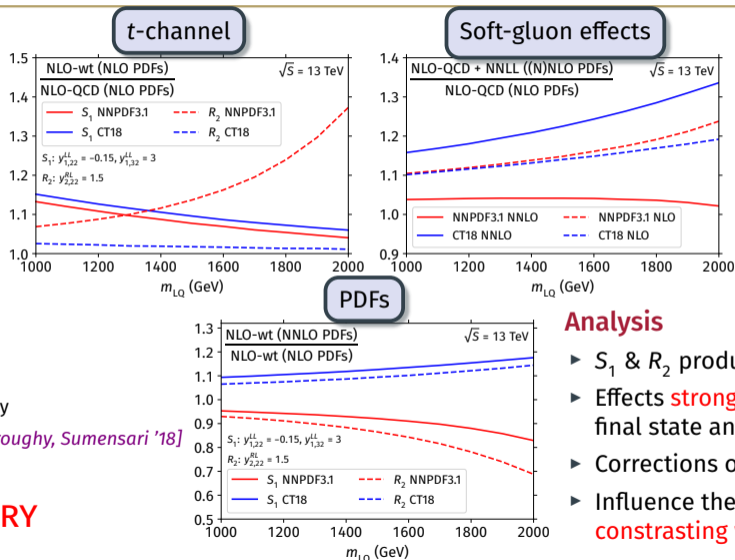 t-channel
Soft-gluon effects
NLO-wt (NLO PDFs)
NLO-QCD (NLO PDFs)
√S = 13 TeV
S₁ NNPDF3.1
S₁ CT18
R₂ NNPDF3.1
R₂ CT18
S₁: y^LL_1,22 = −0.15, y^LL_1,32 = 3
R₂: y^RL_2,22 = 1.5
1.5
1.4
1.3
1.2
1.1
1.0
1000 1200 1400 1600 1800 2000
m_LQ (GeV)
NLO-QCD + NNLL ((N)NLO PDFs)
NLO-QCD (NLO PDFs)
√S = 13 TeV
NNPDF3.1 NNLO
CT18 NNLO
NNPDF3.1 NLO
CT18 NLO
1.4
1.3
1.2
1.1
1.0
0.9
1000 1200 1400 1600 1800 2000
m_LQ (GeV)
PDFs
NLO-wt (NNLO PDFs)
NLO-wt (NLO PDFs)
√S = 13 TeV
S₁: y^LL_1,22 = −0.15, y^LL_1,32 = 3
R₂: y^RL_2,22 = 1.5
S₁ NNPDF3.1
S₁ CT18
R₂ NNPDF3.1
R₂ CT18
1.3
1.2
1.1
1.0
0.9
0.8
0.7
0.6
0.5
1000 1200 1400 1600 1800 2000
m_LQ (GeV)
y
roughy, Sumensari '18]
RY
Analysis
▸ S₁ & R₂ produ
▸ Effects strong
final state an
▸ Corrections o
▸ Influence the
constrasting